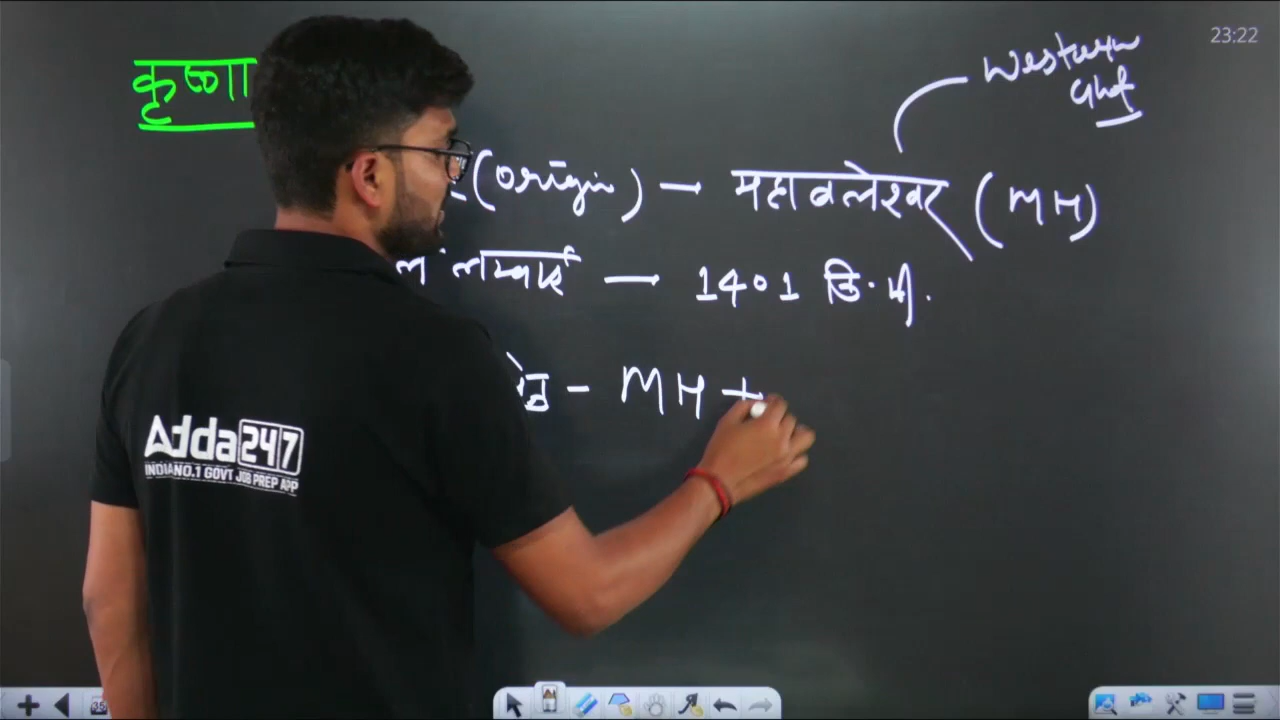 23:22
Western
Ghat
कृष्णा
(origin) → महाबलेश्वर (MH)
लम्बाई → 1401 कि.मी.
- MH +
Adda247
INDIA NO.1 GOVT JOB PREP APP
35